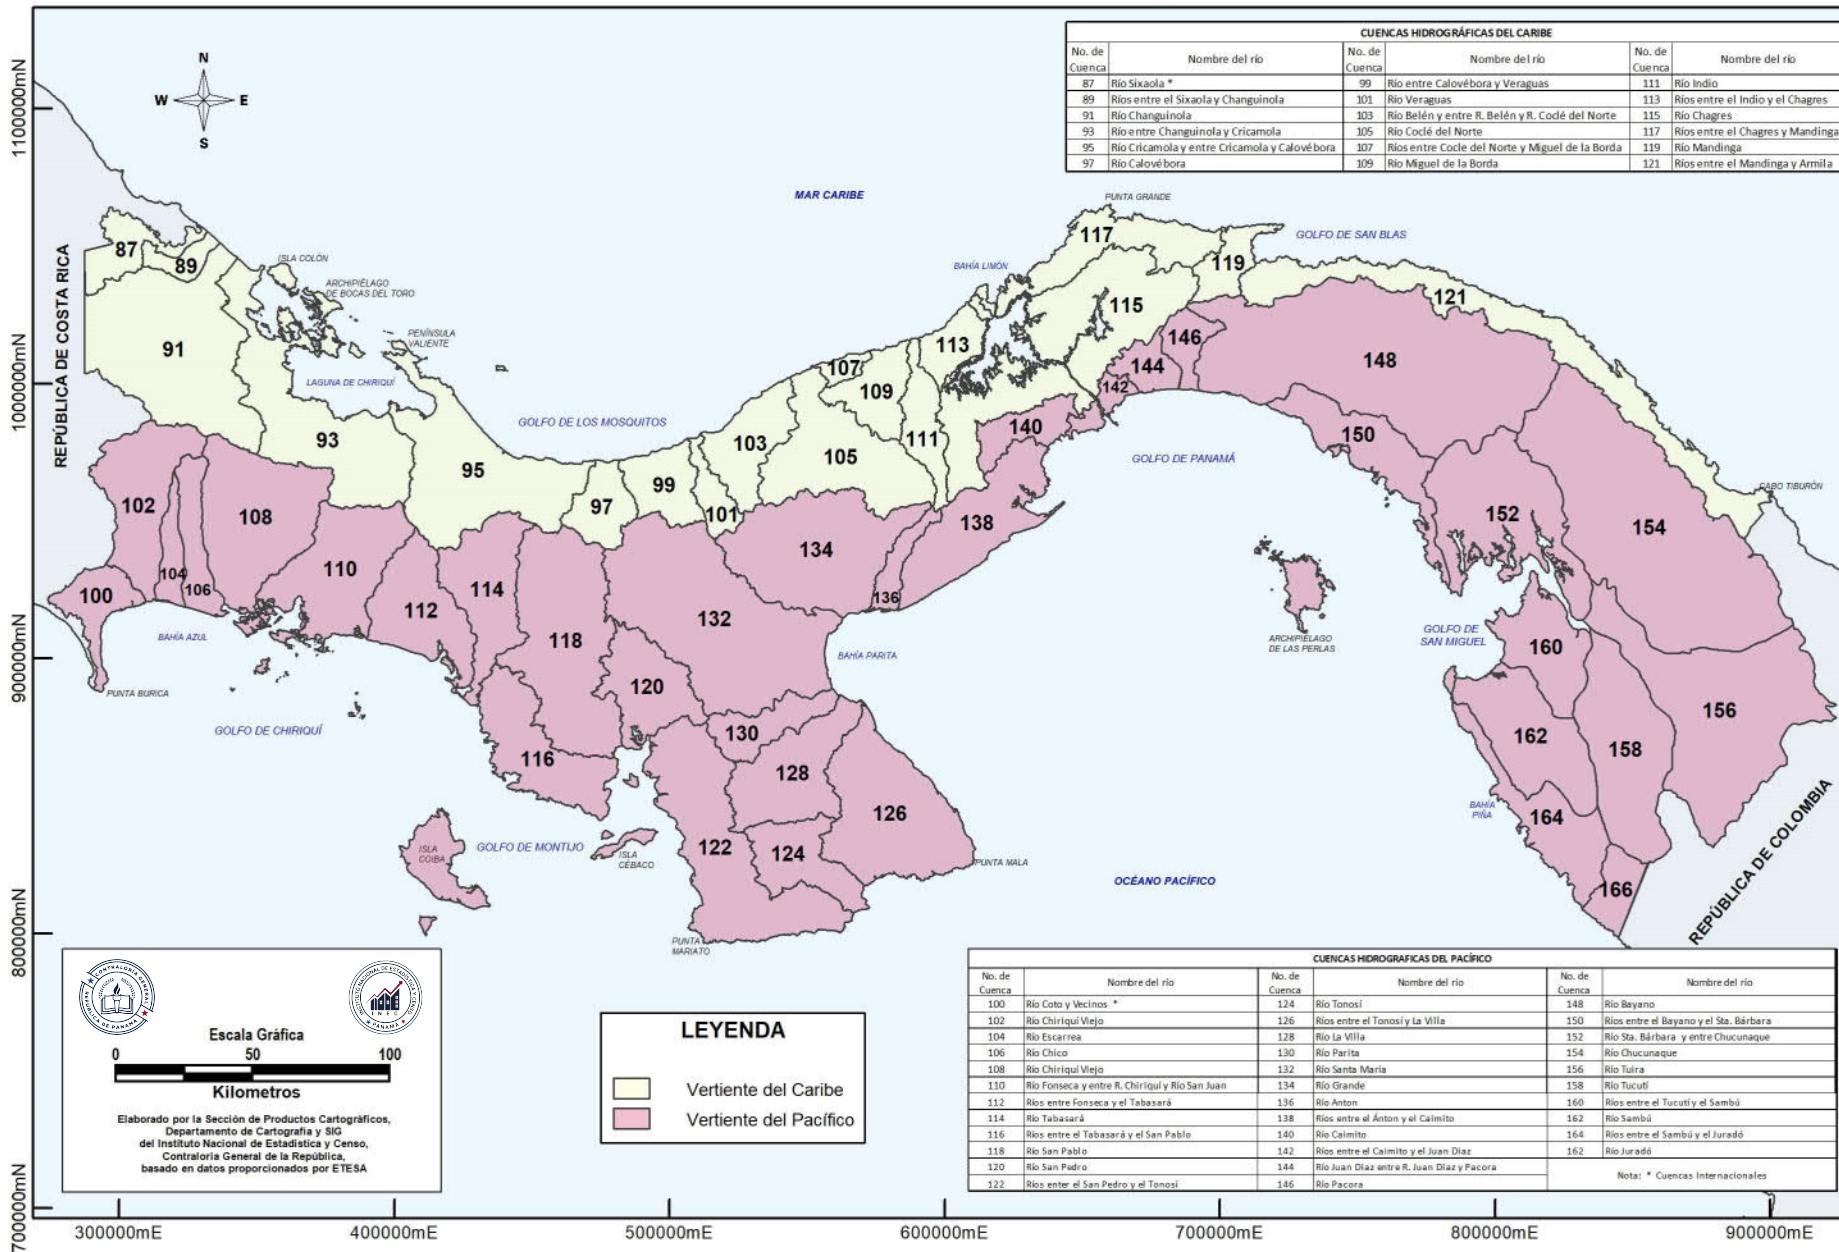 CUENCAS HIDROGRÁFICAS DEL CARIBE
No. de Cuenca Nombre del río No. de Cuenca Nombre del río No. de Cuenca Nombre del río
87 Río Sixaola * 99 Río entre Calovébora y Veraguas 111 Río Indio
89 Ríos entre el Sixaola y Changuinola 101 Río Veraguas 113 Ríos entre el Indio y el Chagres
91 Río Changuinola 103 Río Belén y entre R. Belén y R. Coclé del Norte 115 Río Chagres
93 Río entre Changuinola y Cricamola 105 Río Coclé del Norte 117 Ríos entre el Chagres y Mandinga
95 Río Cricamola y entre Cricamola y Calovébora 107 Ríos entre Cocle del Norte y Miguel de la Borda 119 Río Mandinga
97 Río Calovébora 109 Río Miguel de la Borda 121 Ríos entre el Mandinga y Armila
N
W E
S
1100000mN
1000000mN
900000mN
800000mN
700000mN
MAR CARIBE
PUNTA GRANDE
GOLFO DE SAN BLAS
REPÚBLICA DE COSTA RICA
ISLA COLÓN
ARCHIPIÉLAGO
DE BOCAS DEL TORO
BAHÍA LIMÓN
PENÍNSULA
VALIENTE
LAGUNA DE CHIRIQUÍ
GOLFO DE LOS MOSQUITOS
GOLFO DE PANAMÁ
CABO TIBURÓN
87
89
91
93
95
97
99
101
103
105
107
109
111
113
115
117
119
121
100
102
104
106
108
110
112
114
116
118
120
122
124
126
128
130
132
134
136
138
140
142
144
146
148
150
152
154
156
158
160
162
164
166
BAHÍA AZUL
PUNTA BURICA
GOLFO DE CHIRIQUÍ
BAHÍA PARITA
ARCHIPIÉLAGO
DE LAS PERLAS
GOLFO DE
SAN MIGUEL
BAHÍA
PIÑA
ISLA
COIBA
GOLFO DE MONTIJO
ISLA
CÉBACO
PUNTA MALA
PUNTA
MARIATO
OCÉANO PACÍFICO
REPÚBLICA DE COLOMBIA
CONTRALORÍA GENERAL
REPÚBLICA DE PANAMÁ
INSTITUTO NACIONAL DE ESTADÍSTICA Y CENSO
INEC
PANAMÁ
Escala Gráfica
0 50 100
Kilometros
Elaborado por la Sección de Productos Cartográficos,
Departamento de Cartografía y SIG
del Instituto Nacional de Estadística y Censo,
Contraloría General de la República,
basado en datos proporcionados por ETESA
LEYENDA
Vertiente del Caribe
Vertiente del Pacífico
CUENCAS HIDROGRAFICAS DEL PACÍFICO
No. de Cuenca Nombre del río No. de Cuenca Nombre del río No. de Cuenca Nombre del río
100 Río Coto y Vecinos * 124 Río Tonosí 148 Río Bayano
102 Río Chiriquí Viejo 126 Ríos entre el Tonosí y La Villa 150 Ríos entre el Bayano y el Sta. Bárbara
104 Río Escarrea 128 Río La Villa 152 Río Sta. Bárbara y entre Chucunaque
106 Río Chico 130 Río Parita 154 Río Chucunaque
108 Río Chiriquí Viejo 132 Río Santa María 156 Río Tuira
110 Río Fonseca y entre R. Chiriquí y Río San Juan 134 Río Grande 158 Río Tucutí
112 Ríos entre Fonseca y el Tabasará 136 Río Anton 160 Ríos entre el Tucutí y el Sambú
114 Río Tabasará 138 Ríos entre el Ánton y el Caimito 162 Río Sambú
116 Ríos entre el Tabasará y el San Pablo 140 Río Caimito 164 Ríos entre el Sambú y el Juradó
118 Río San Pablo 142 Ríos entre el Caimito y el Juan Diaz 162 Río Juradó
120 Río San Pedro 144 Río Juan Diaz entre R. Juan Diaz y Pacora
122 Ríos enter el San Pedro y el Tonosí 146 Río Pacora
Nota: * Cuencas Internacionales
300000mE 400000mE 500000mE 600000mE 700000mE 800000mE 900000mE